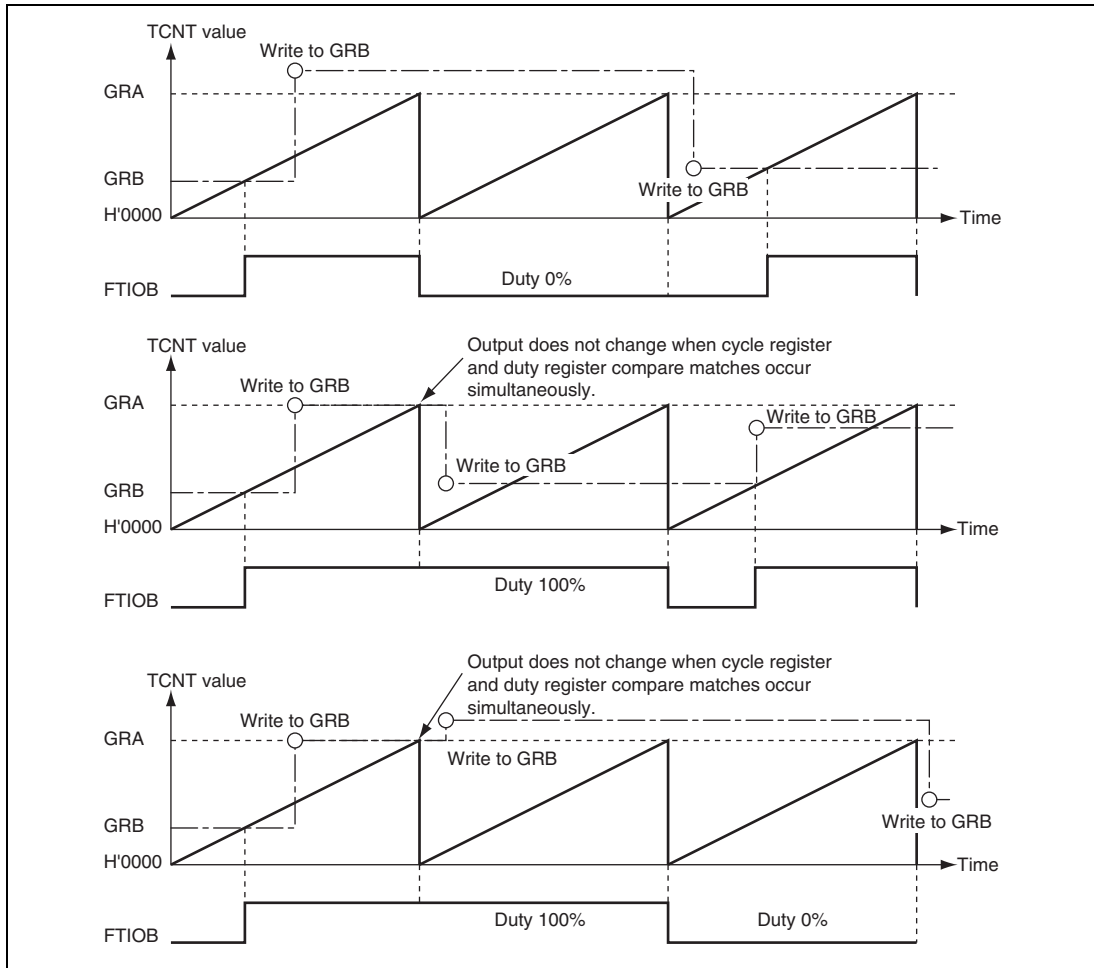 TCNT value
Write to GRB
GRA
GRB
Write to GRB
H'0000
Time
Duty 0%
FTIOB
TCNT value
Output does not change when cycle register
and duty register compare matches occur
simultaneously.
Write to GRB
GRA
Write to GRB
Write to GRB
GRB
H'0000
Time
Duty 100%
FTIOB
Output does not change when cycle register
and duty register compare matches occur
simultaneously.
TCNT value
Write to GRB
GRA
Write to GRB
GRB
Write to GRB
H'0000
Time
Duty 100%
Duty 0%
FTIOB